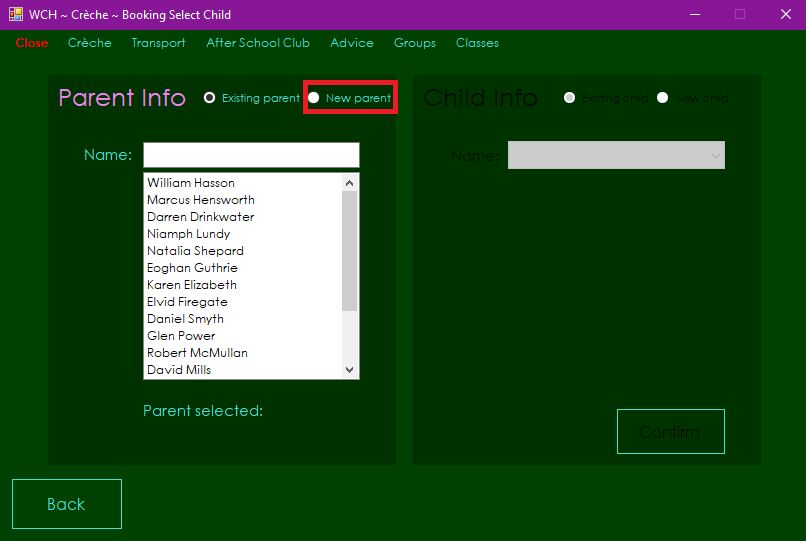 WCH ~ Crèche ~ Booking Select Child
Close Crèche Transport After School Club Advice Groups Classes
Parent Info Existing parent New parent
Name:
William Hasson
Marcus Hensworth
Darren Drinkwater
Niamph Lundy
Natalia Shepard
Eoghan Guthrie
Karen Elizabeth
Elvid Firegate
Daniel Smyth
Glen Power
Robert McMullan
David Mills
Parent selected:
Child Info Existing child New child
Name:
Confirm
Back